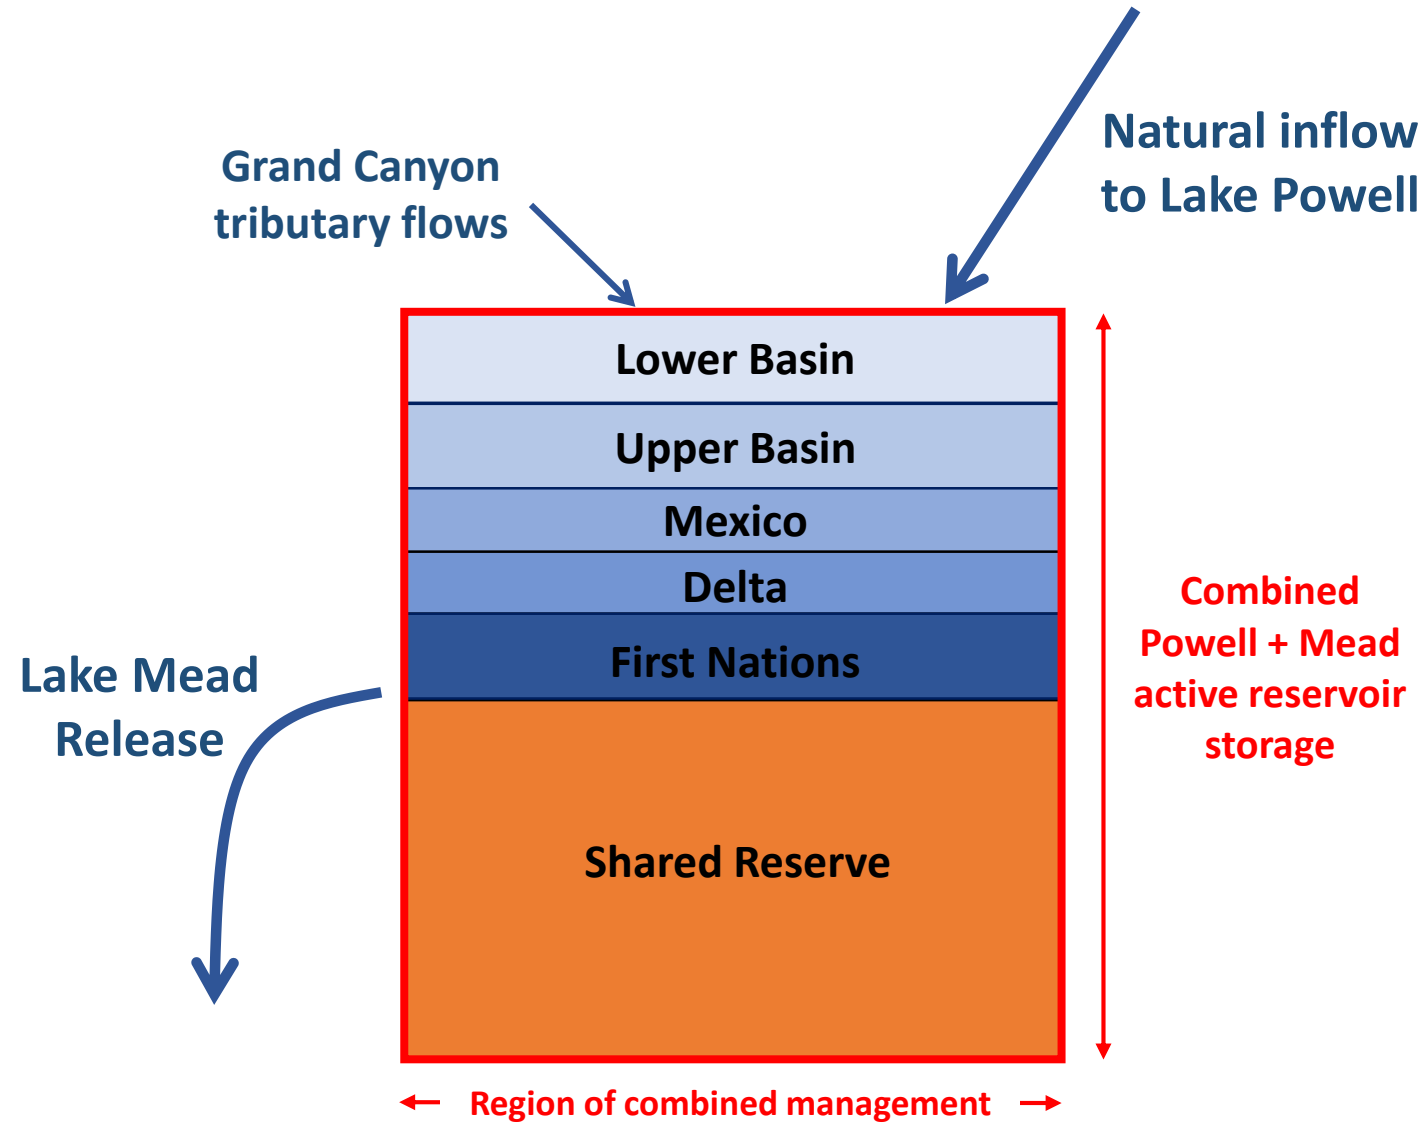 Natural inflow
to Lake Powell
Grand Canyon
tributary flows
Lower Basin
Upper Basin
Mexico
Delta
First Nations
Shared Reserve
Lake Mead
Release
Combined
Powell + Mead
active reservoir
storage
Region of combined management